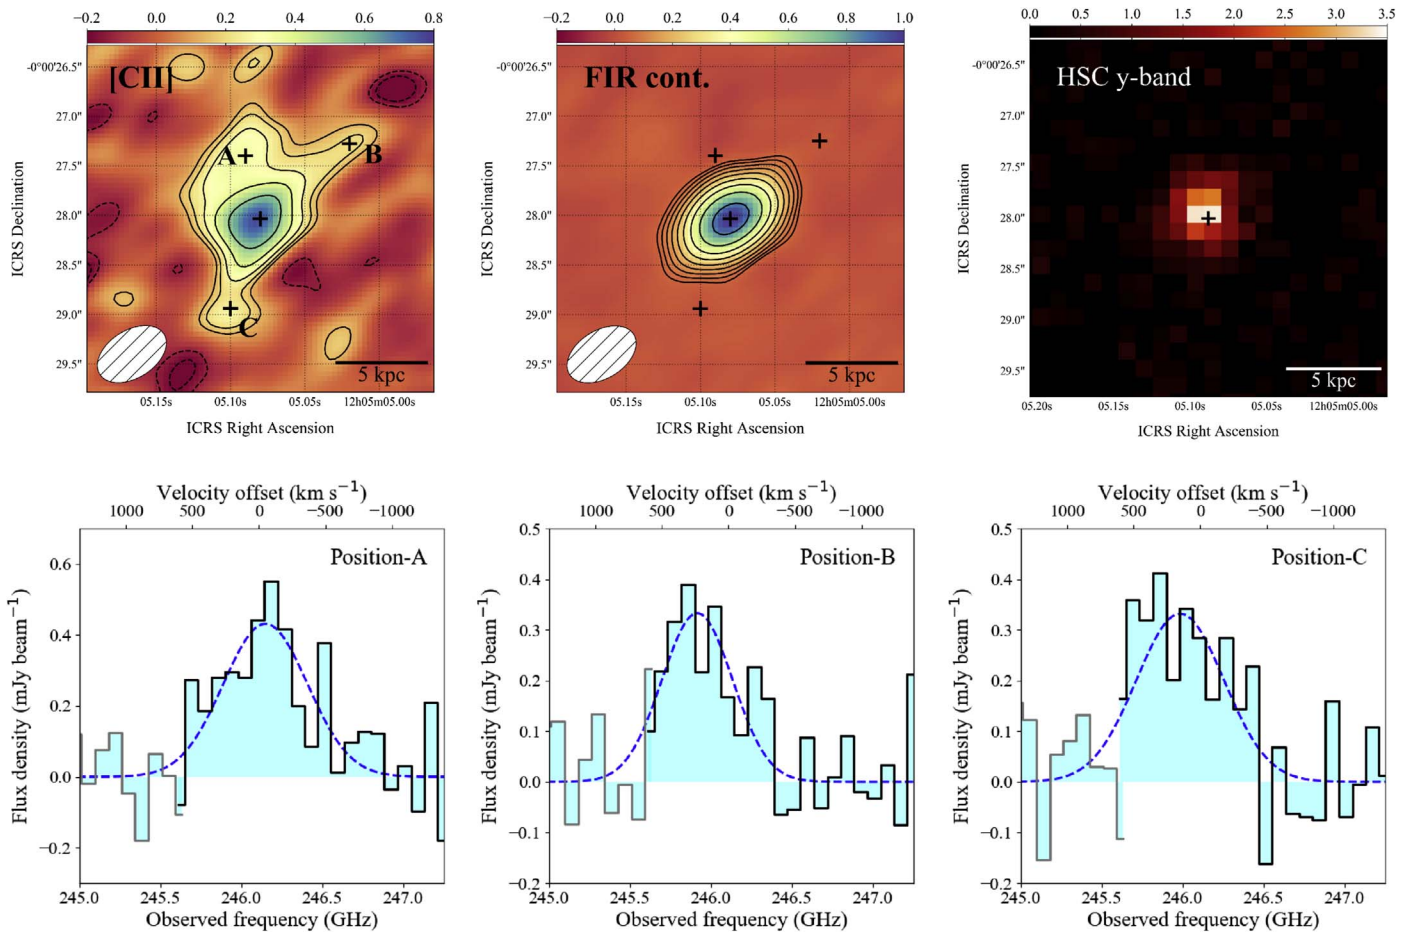 −0.2 0.0 0.2 0.4 0.6 0.8
−0.2 0.0 0.2 0.4 0.6 0.8 1.0
0.0 0.5 1.0 1.5 2.0 2.5 3.0 3.5
[CII]
A
B
C
5 kpc
-0°00'26.5"
27.0"
27.5"
28.0"
28.5"
29.0"
29.5"
ICRS Declination
05.15s 05.10s 05.05s 12h05m05.00s
ICRS Right Ascension
FIR cont.
5 kpc
-0°00'26.5"
27.0"
27.5"
28.0"
28.5"
29.0"
29.5"
ICRS Declination
05.15s 05.10s 05.05s 12h05m05.00s
ICRS Right Ascension
HSC y-band
5 kpc
-0°00'26.5"
27.0"
27.5"
28.0"
28.5"
29.0"
29.5"
ICRS Declination
05.20s 05.15s 05.10s 05.05s 12h05m05.00s
ICRS Right Ascension
Velocity offset (km s⁻¹)
1000 500 0 −500 −1000
Position-A
0.6
0.4
0.2
0.0
−0.2
Flux density (mJy beam⁻¹)
245.0 245.5 246.0 246.5 247.0
Observed frequency (GHz)
Velocity offset (km s⁻¹)
1000 500 0 −500 −1000
Position-B
0.5
0.4
0.3
0.2
0.1
0.0
−0.1
−0.2
Flux density (mJy beam⁻¹)
245.0 245.5 246.0 246.5 247.0
Observed frequency (GHz)
Velocity offset (km s⁻¹)
1000 500 0 −500 −1000
Position-C
0.5
0.4
0.3
0.2
0.1
0.0
−0.1
−0.2
Flux density (mJy beam⁻¹)
245.0 245.5 246.0 246.5 247.0
Observed frequency (GHz)